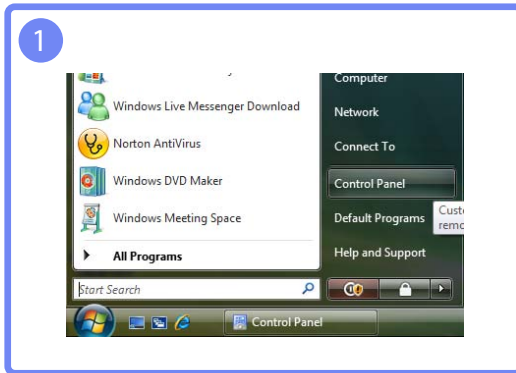 1
Computer
Windows Live Messenger Download
Network
Norton AntiVirus
Connect To
Windows DVD Maker
Control Panel
Windows Meeting Space
Default Programs
All Programs
Help and Support
Start Search
Control Panel